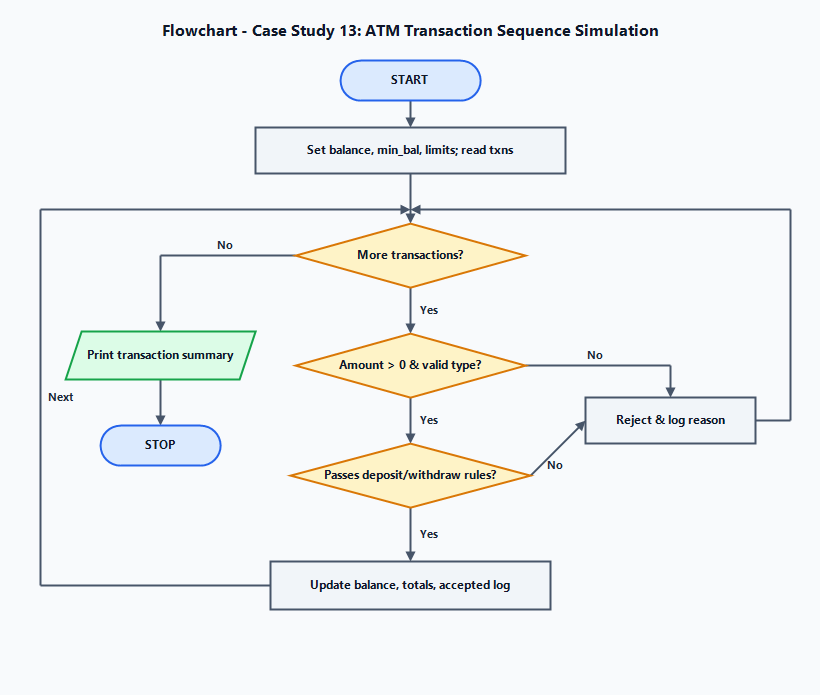 Flowchart - Case Study 13: ATM Transaction Sequence Simulation
START
Set balance, min_bal, limits; read txns
More transactions?
No
Yes
Print transaction summary
Amount > 0 & valid type?
No
Next
Yes
Reject & log reason
STOP
Passes deposit/withdraw rules?
No
Yes
Update balance, totals, accepted log